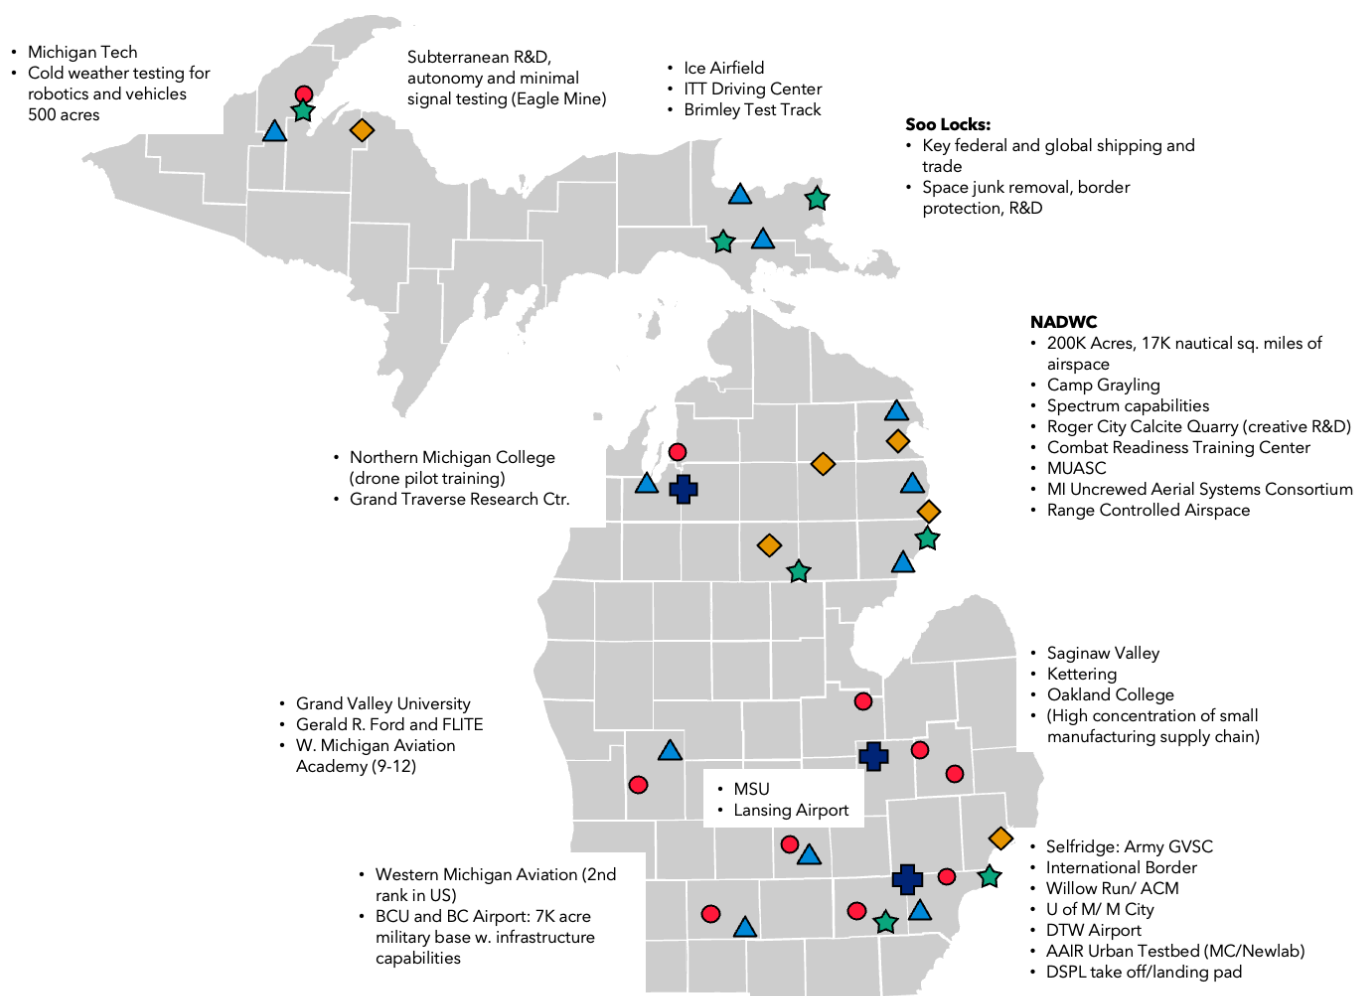 • Michigan Tech
• Cold weather testing for
robotics and vehicles
500 acres
Subterranean R&D,
autonomy and minimal
signal testing (Eagle Mine)
• Ice Airfield
• ITT Driving Center
• Brimley Test Track
Soo Locks:
• Key federal and global shipping and
trade
• Space junk removal, border
protection, R&D
NADWC
• 200K Acres, 17K nautical sq. miles of
airspace
• Camp Grayling
• Spectrum capabilities
• Roger City Calcite Quarry (creative R&D)
• Combat Readiness Training Center
• MUASC
• MI Uncrewed Aerial Systems Consortium
• Range Controlled Airspace
• Northern Michigan College
(drone pilot training)
• Grand Traverse Research Ctr.
• Saginaw Valley
• Kettering
• Oakland College
• (High concentration of small
manufacturing supply chain)
• Grand Valley University
• Gerald R. Ford and FLITE
• W. Michigan Aviation
Academy (9-12)
• MSU
• Lansing Airport
• Western Michigan Aviation (2nd
rank in US)
• BCU and BC Airport: 7K acre
military base w. infrastructure
capabilities
• Selfridge: Army GVSC
• International Border
• Willow Run/ ACM
• U of M/ M City
• DTW Airport
• AAIR Urban Testbed (MC/Newlab)
• DSPL take off/landing pad